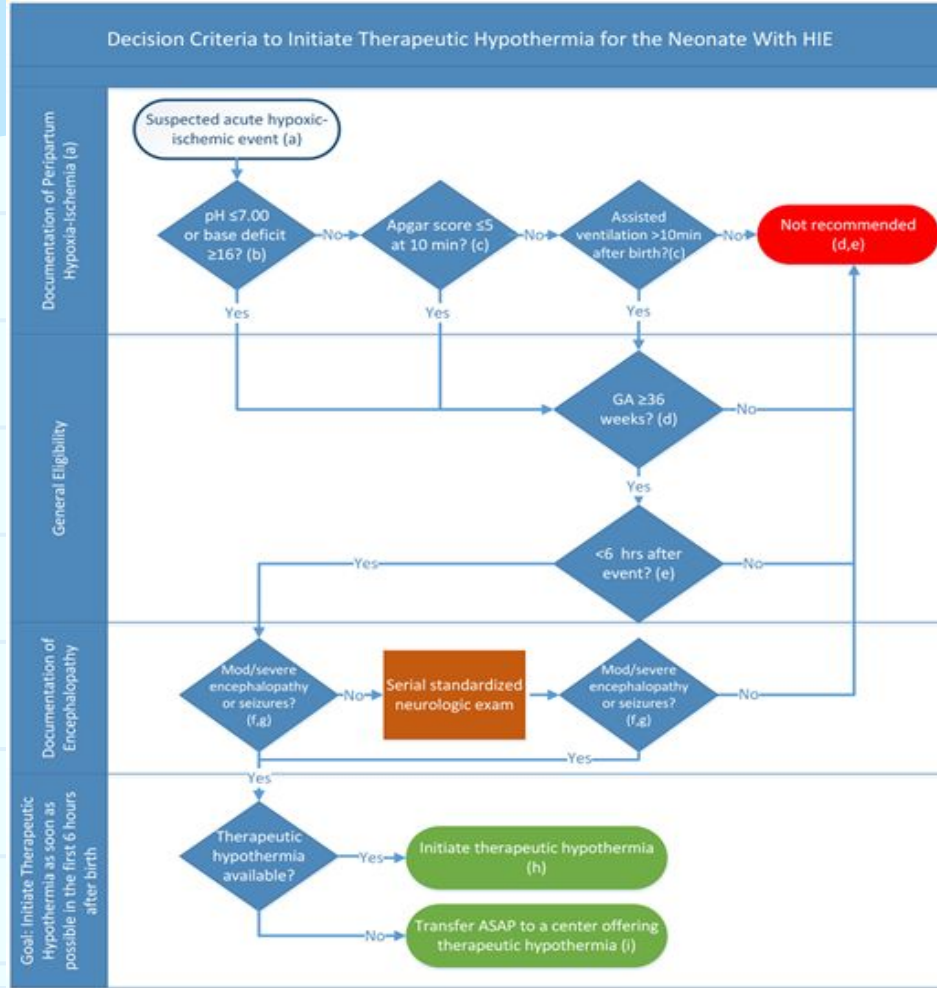 Decision Criteria to Initiate Therapeutic Hypothermia for the Neonate With HIE
Documentation of Peripartum
Hypoxia-Ischemia (a)
Suspected acute hypoxic-
ischemic event (a)
pH ≤7.00
or base deficit
≥16? (b)
No
Apgar score ≤5
at 10 min? (c)
No
Assisted
ventilation >10min
after birth?(c)
No
Not recommended
(d,e)
Yes
Yes
Yes
General Eligibility
GA ≥36
weeks? (d)
No
Yes
<6 hrs after
event? (e)
Yes
No
Documentation of
Encephalopathy
Mod/severe
encephalopathy
or seizures?
(f,g)
No
Serial standardized
neurologic exam
Mod/severe
encephalopathy
or seizures?
(f,g)
No
Yes
Yes
Goal: Initiate Therapeutic
Hypothermia as soon as
possible in the first 6 hours
after birth
Therapeutic
hypothermia
available?
Yes
Initiate therapeutic hypothermia
(h)
No
Transfer ASAP to a center offering
therapeutic hypothermia (i)